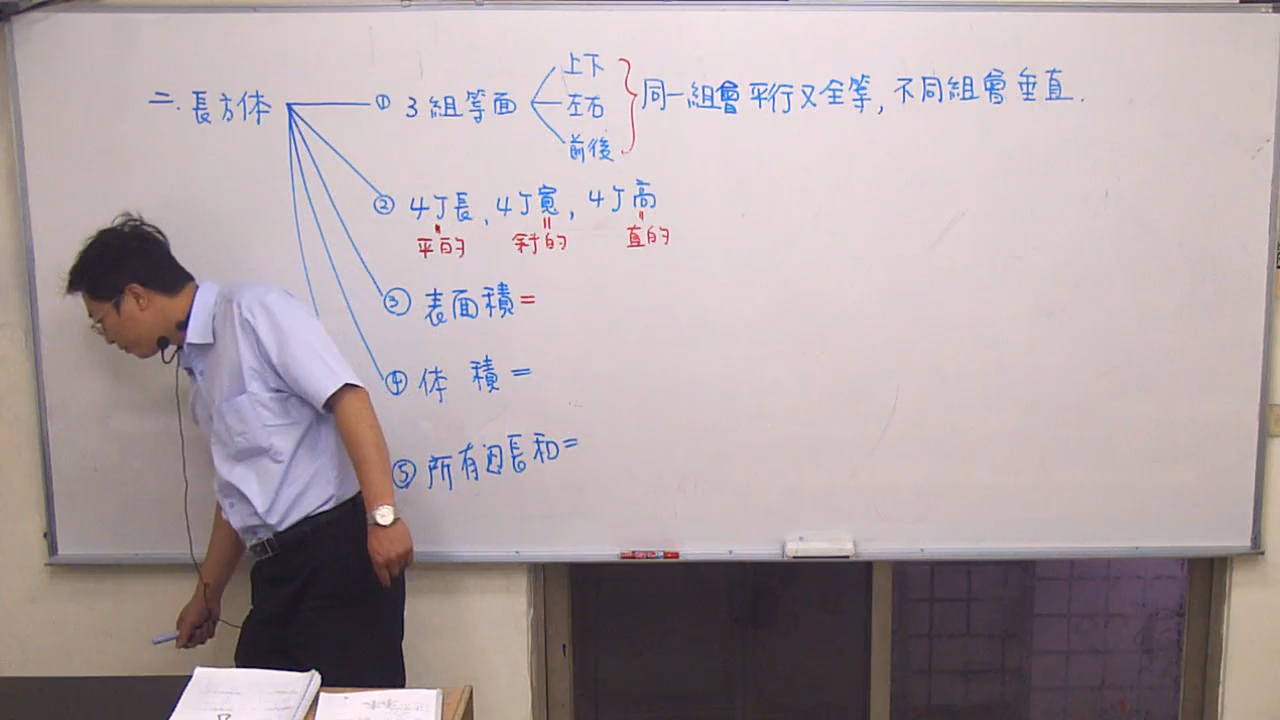 二.長方体 ① 3組等面 上下 左右 前後 同一組會平行又全等,不同組會垂直.
② 4丁長,4丁寬,4丁高
平的 斜的 直的
③ 表面積=
④ 体積=
⑤ 所有边長和=